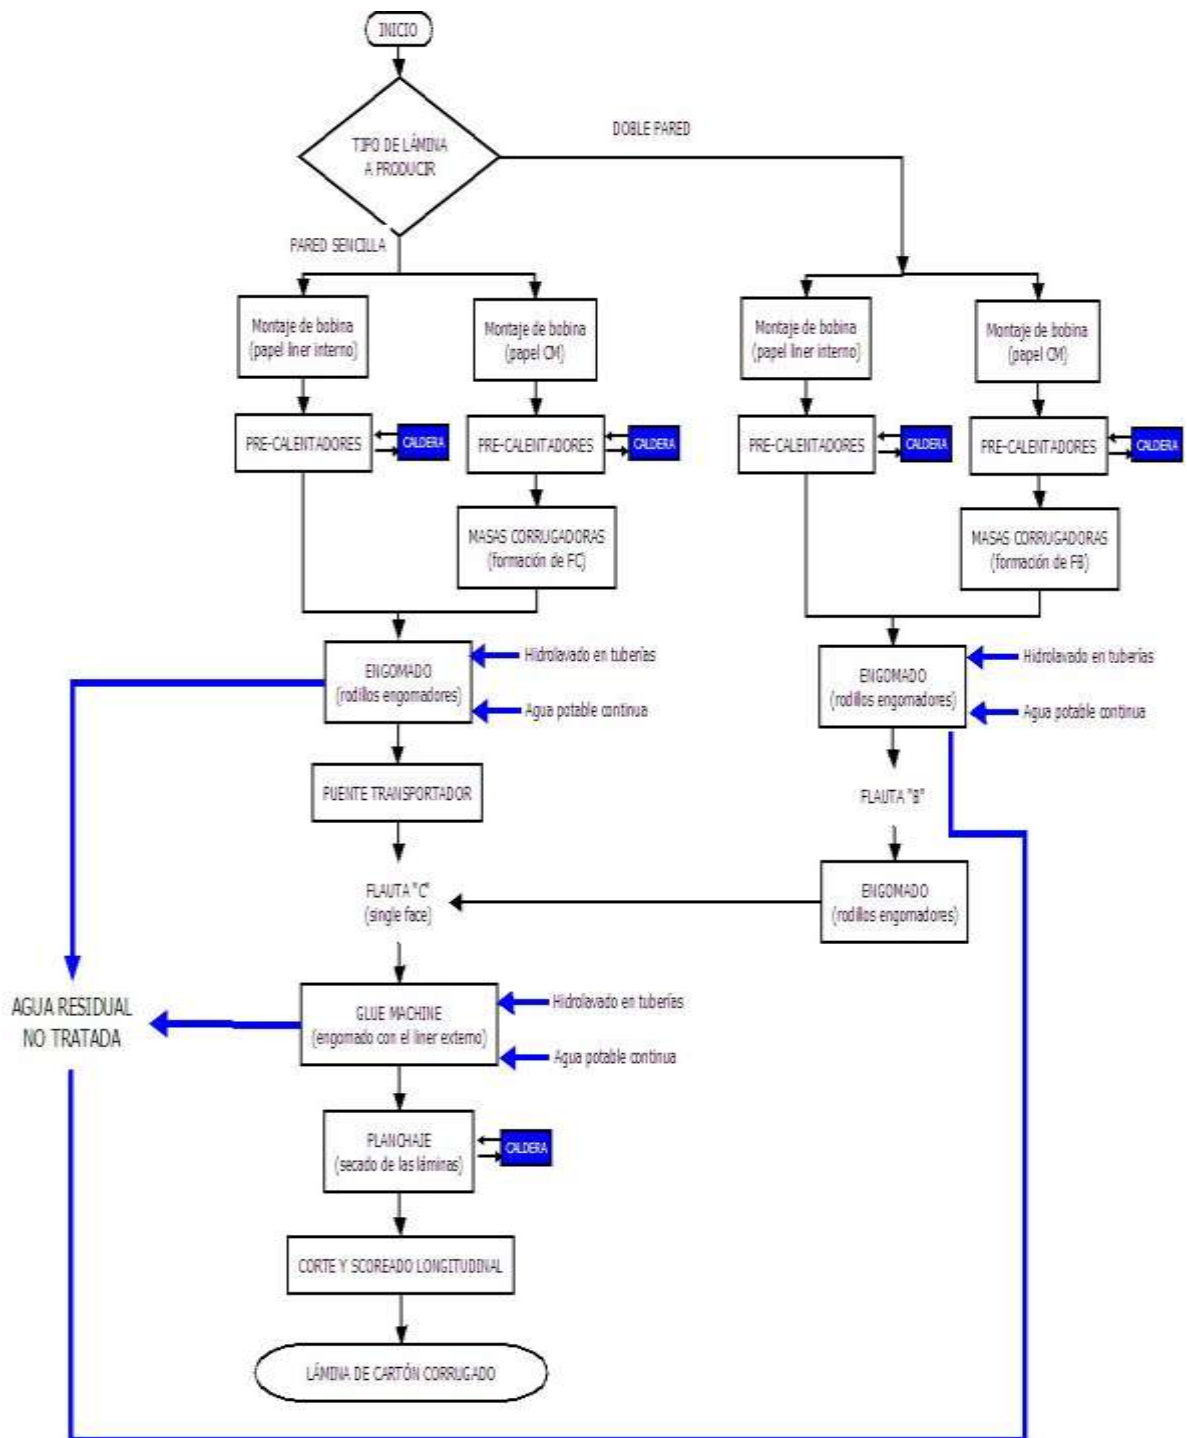 INICIO
TIPO DE LÁMINA
A PRODUCIR
DOBLE PARED
PARED SENCILLA
Montaje de bobina
(papel liner interno)
Montaje de bobina
(papel CM)
Montaje de bobina
(papel liner interno)
Montaje de bobina
(papel CM)
PRE-CALENTADORES
CALDERA
PRE-CALENTADORES
CALDERA
PRE-CALENTADORES
CALDERA
PRE-CALENTADORES
CALDERA
MASAS CORRUGADORAS
(formación de FC)
MASAS CORRUGADORAS
(formación de FB)
ENGOMADO
(rodillos engomadores)
Hidrolavado en tuberías
Agua potable continua
ENGOMADO
(rodillos engomadores)
Hidrolavado en tuberías
Agua potable continua
PUENTE TRANSPORTADOR
FLAUTA "B"
FLAUTA "C"
(single face)
ENGOMADO
(rodillos engomadores)
AGUA RESIDUAL
NO TRATADA
GLUE MACHINE
(engomado con el liner externo)
Hidrolavado en tuberías
Agua potable continua
PLANCHAJE
(secado de las láminas)
CALDERA
CORTE Y SCOREADO LONGITUDINAL
LÁMINA DE CARTÓN CORRUGADO